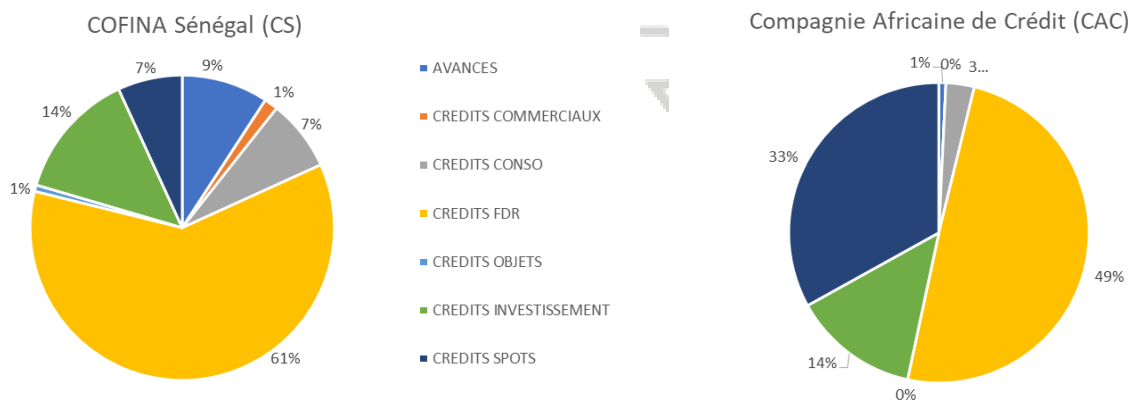 COFINA Sénégal (CS)
7%
9%
1%
7%
14%
1%
61%
AVANCES
CREDITS COMMERCIAUX
CREDITS CONSO
CREDITS FDR
CREDITS OBJETS
CREDITS INVESTISSEMENT
CREDITS SPOTS
Compagnie Africaine de Crédit (CAC)
1%
0%
3...
33%
49%
14%
0%